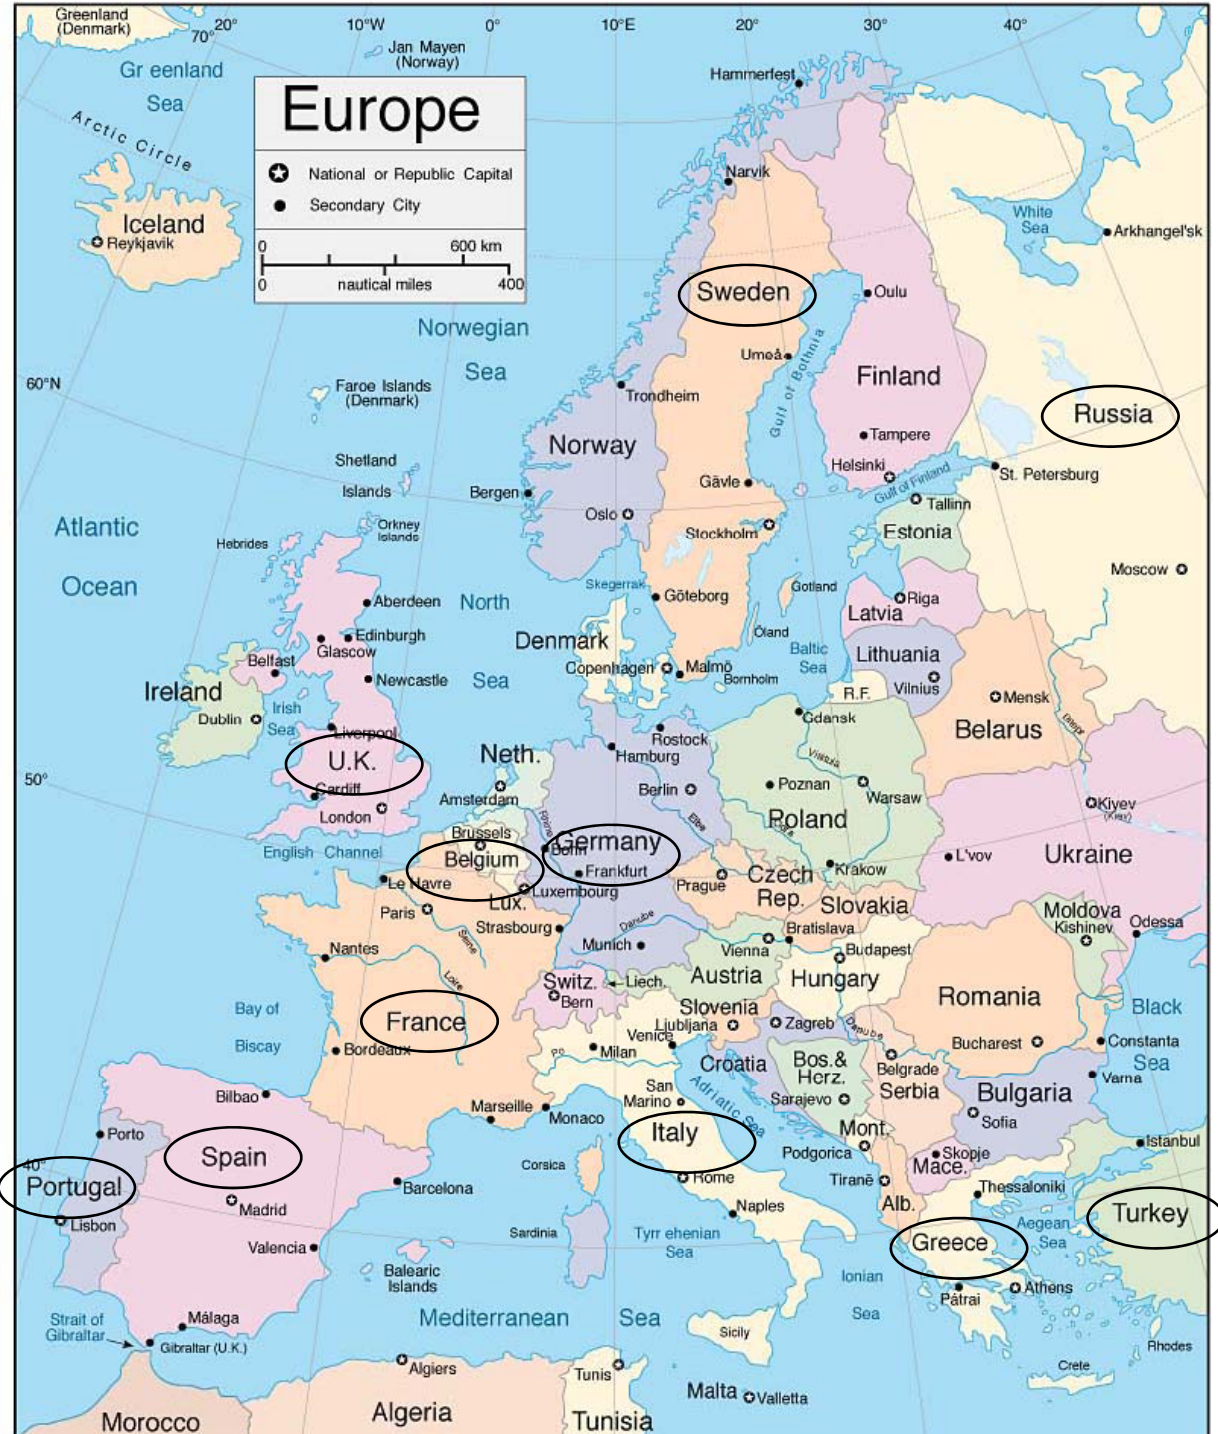 Greenland
(Denmark)
70°
20°
10°W
0°
10°E
20°
30°
40°
Jan Mayen
(Norway)
Gr eenland
Sea
Arctic Circle
Europe
National or Republic Capital
Secondary City
0
600 km
0
nautical miles
400
Hammerfest
Narvik
White
Sea
Arkhangel'sk
Iceland
Reykjavik
Sweden
Oulu
Norwegian
Sea
Umeå
Gulf of Bothnia
Finland
60°N
Faroe Islands
(Denmark)
Trondheim
Russia
Norway
Tampere
Shetland
Islands
Helsinki
Gulf of Finland
St. Petersburg
Bergen
Gävle
Oslo
Tallinn
Atlantic
Ocean
Orkney
Islands
Hebrides
Stockholm
Estonia
Moscow
Skegerrak
Göteborg
Gotland
Riga
Latvia
Aberdeen
North
Sea
Edinburgh
Glascow
Denmark
Öland
Baltic
Sea
Lithuania
Belfast
Copenhagen
Malmö
Bornholm
Vilnius
R.F.
Mensk
Newcastle
Ireland
Dublin
Irish
Sea
Liverpool
Gdansk
Belarus
Dnepr
Rostock
Hamburg
U.K.
Neth.
Vistula
50°
Cardiff
London
Amsterdam
Berlin
Poznan
Warsaw
Kiyev
(Kiev)
Rhine
Elbe
Oder
Poland
Brussels
Germany
Bonn
English Channel
Belgium
L'vov
Ukraine
Frankfurt
Krakow
Le Havre
Luxembourg
Lux.
Prague
Czech
Rep.
Slovakia
Paris
Strasbourg
Danube
Bratislava
Moldova
Kishinev
Odessa
Seine
Nantes
Munich
Vienna
Budapest
Loire
Switz.
Bern
Liech.
Austria
Hungary
Bay of
Biscay
France
Slovenia
Ljubljana
Zagreb
Romania
Black
Sea
Venice
Danube
Bordeaux
Po
Milan
Croatia
Bos.&
Herz.
Belgrade
Bucharest
Constanta
Serbia
Varna
Bilbao
San
Marino
Adriatic Sea
Sarajevo
Bulgaria
Marseille
Monaco
Sofia
Porto
Italy
Mont.
Podgorica
Skopje
Mace.
Istanbul
Spain
Corsica
40°
Portugal
Rome
Tiranë
Thessaloniki
Barcelona
Madrid
Alb.
Lisbon
Naples
Aegean
Sea
Turkey
Valencia
Sardinia
Tyrr ehenian
Sea
Greece
Balearic
Islands
Ionian
Sea
Pátrai
Athens
Strait of
Gibraltar
Málaga
Mediterranean Sea
Gibraltar (U.K.)
Sicily
Rhodes
Crete
Algiers
Tunis
Malta
Valletta
Morocco
Algeria
Tunisia